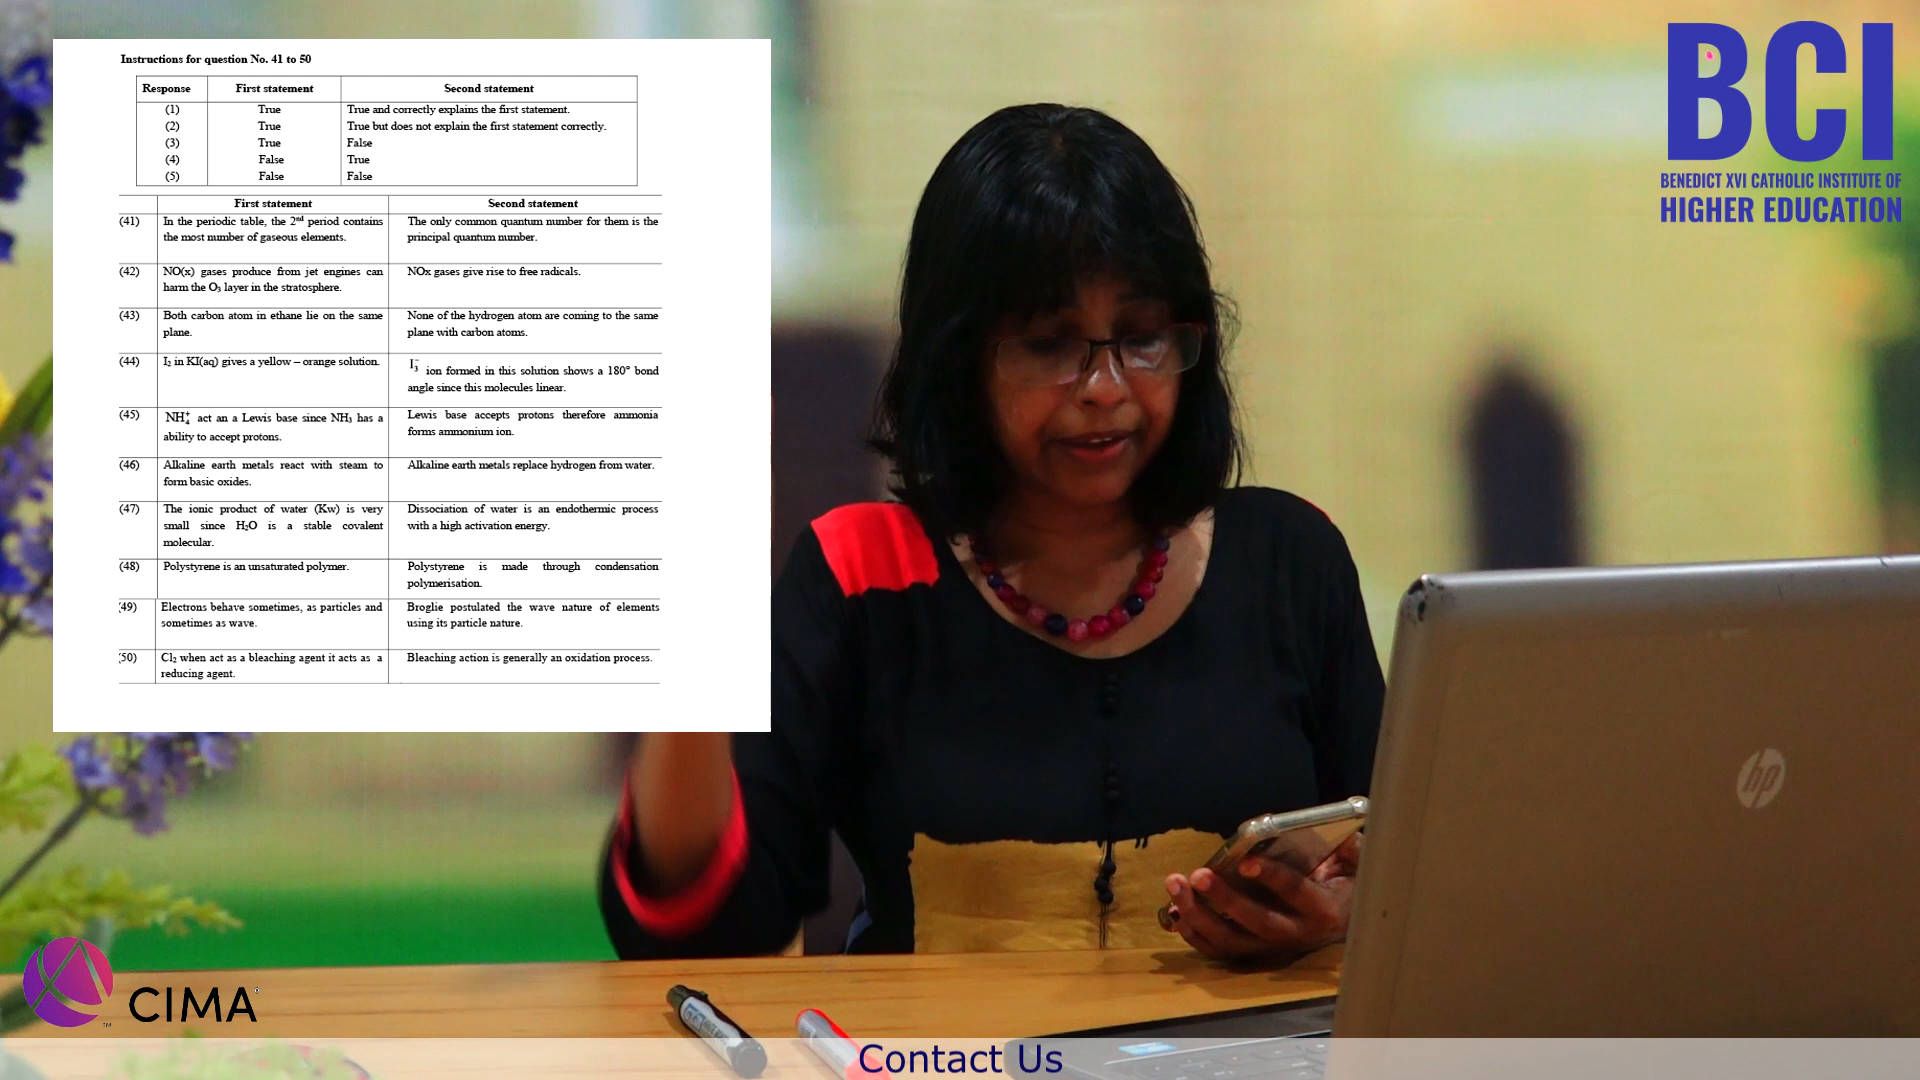 Instructions for question No. 41 to 50
Response First statement Second statement
(1) True True and correctly explains the first statement.
(2) True True but does not explain the first statement correctly.
(3) True False
(4) False True
(5) False False
First statement Second statement
(41) In the periodic table, the 2nd period contains The only common quantum number for them is the
the most number of gaseous elements. principal quantum number.
(42) NO(x) gases produce from jet engines can NOx gases give rise to free radicals.
harm the O₃ layer in the stratosphere.
(43) Both carbon atom in ethane lie on the same None of the hydrogen atom are coming to the same
plane. plane with carbon atoms.
(44) I₂ in KI(aq) gives a yellow – orange solution. I₃⁻ ion formed in this solution shows a 180° bond
angle since this molecules linear.
(45) NH₄⁺ act an a Lewis base since NH₃ has a Lewis base accepts protons therefore ammonia
ability to accept protons. forms ammonium ion.
(46) Alkaline earth metals react with steam to Alkaline earth metals replace hydrogen from water.
form basic oxides.
(47) The ionic product of water (Kw) is very Dissociation of water is an endothermic process
small since H₂O is a stable covalent with a high activation energy.
molecular.
(48) Polystyrene is an unsaturated polymer. Polystyrene is made through condensation
polymerisation.
(49) Electrons behave sometimes, as particles and Broglie postulated the wave nature of elements
sometimes as wave. using its particle nature.
(50) Cl₂ when act as a bleaching agent it acts as a Bleaching action is generally an oxidation process.
reducing agent.
BCI
BENEDICT XVI CATHOLIC INSTITUTE OF
HIGHER EDUCATION
hp
CIMA
Contact Us